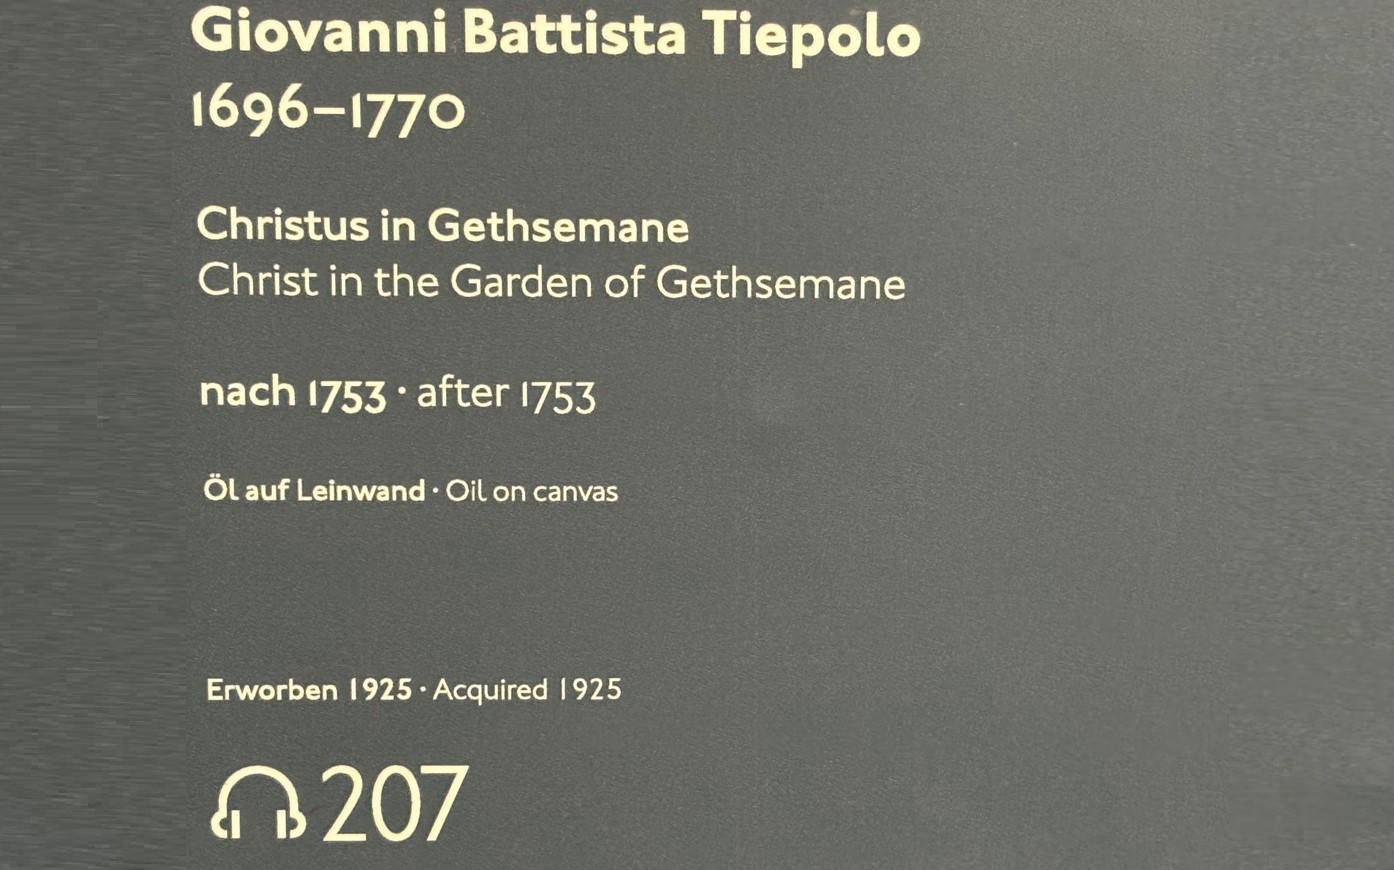 Giovanni Battista Tiepolo
1696–1770
Christus in Gethsemane
Christ in the Garden of Gethsemane
nach 1753 · after 1753
Öl auf Leinwand · Oil on canvas
Erworben 1925 · Acquired 1925
207